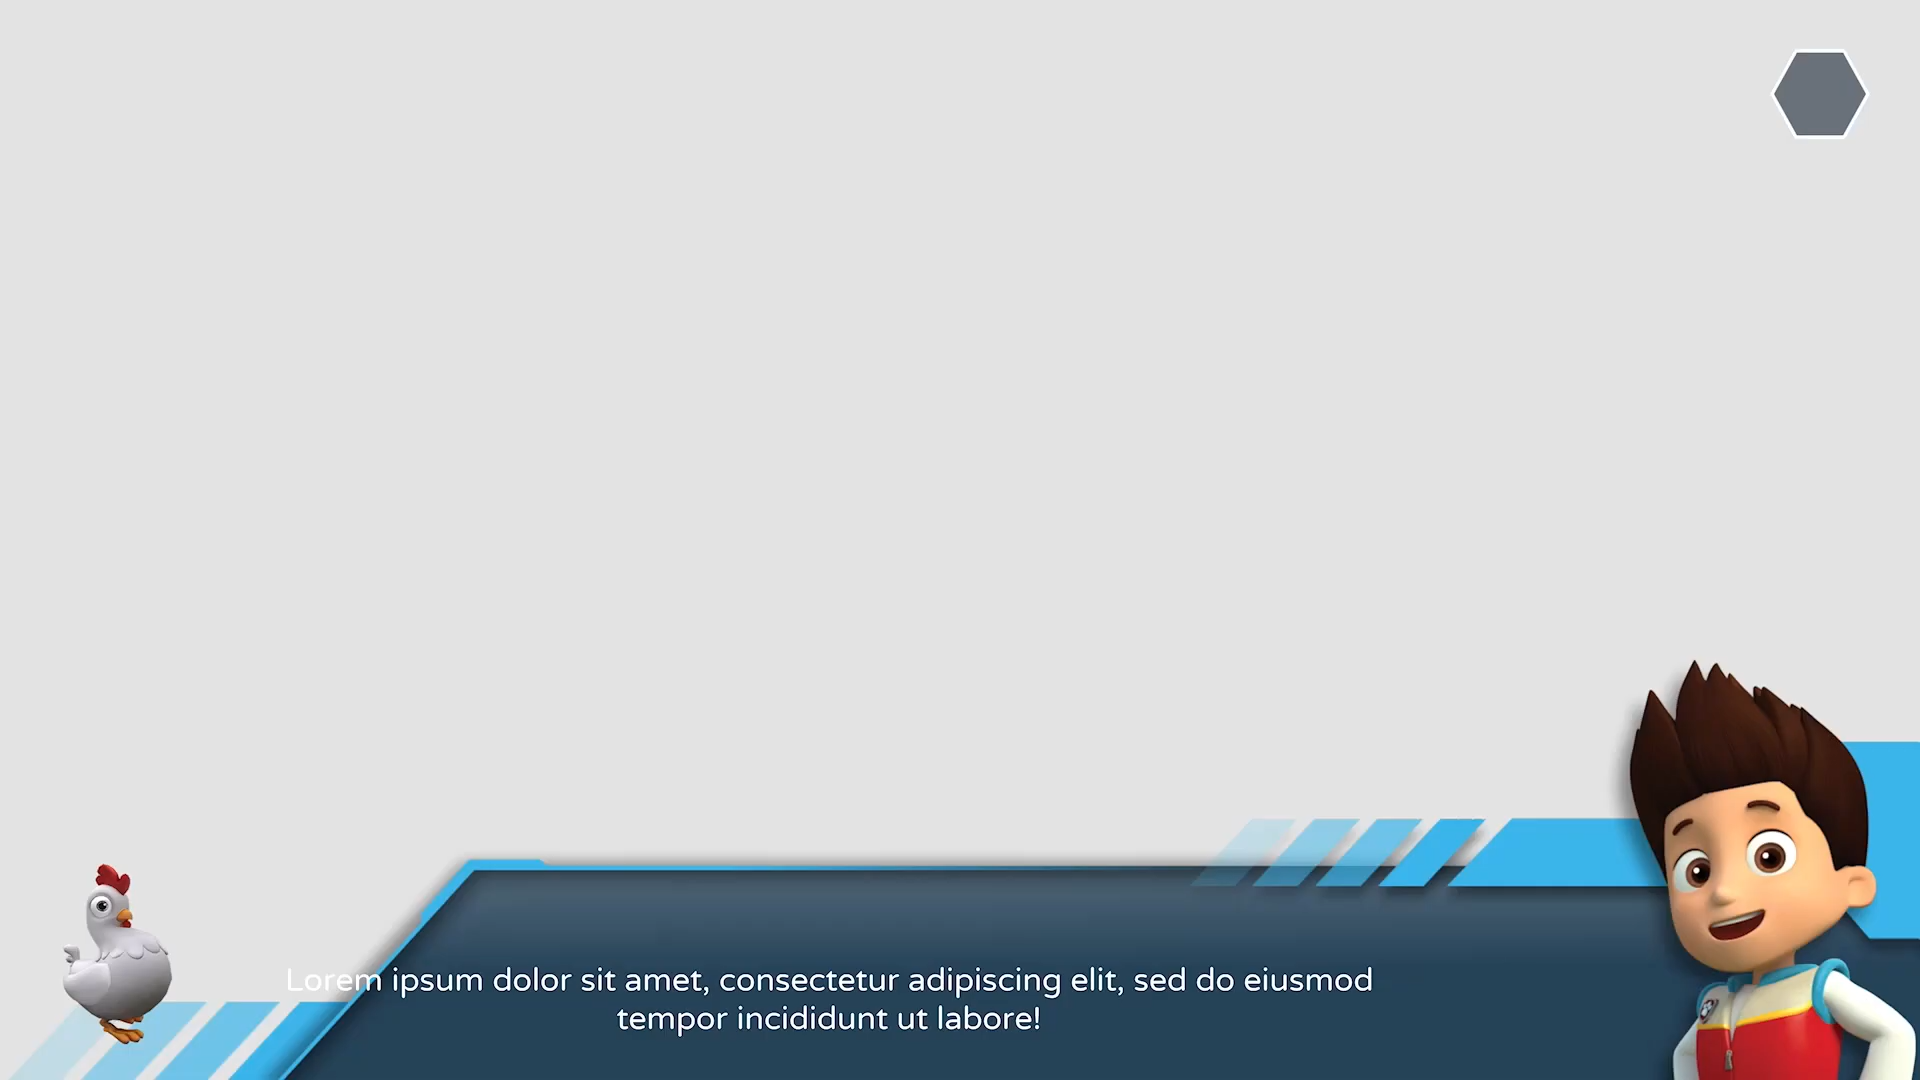 Lorem ipsum dolor sit amet, consectetur adipiscing elit, sed do eiusmod
tempor incididunt ut labore!